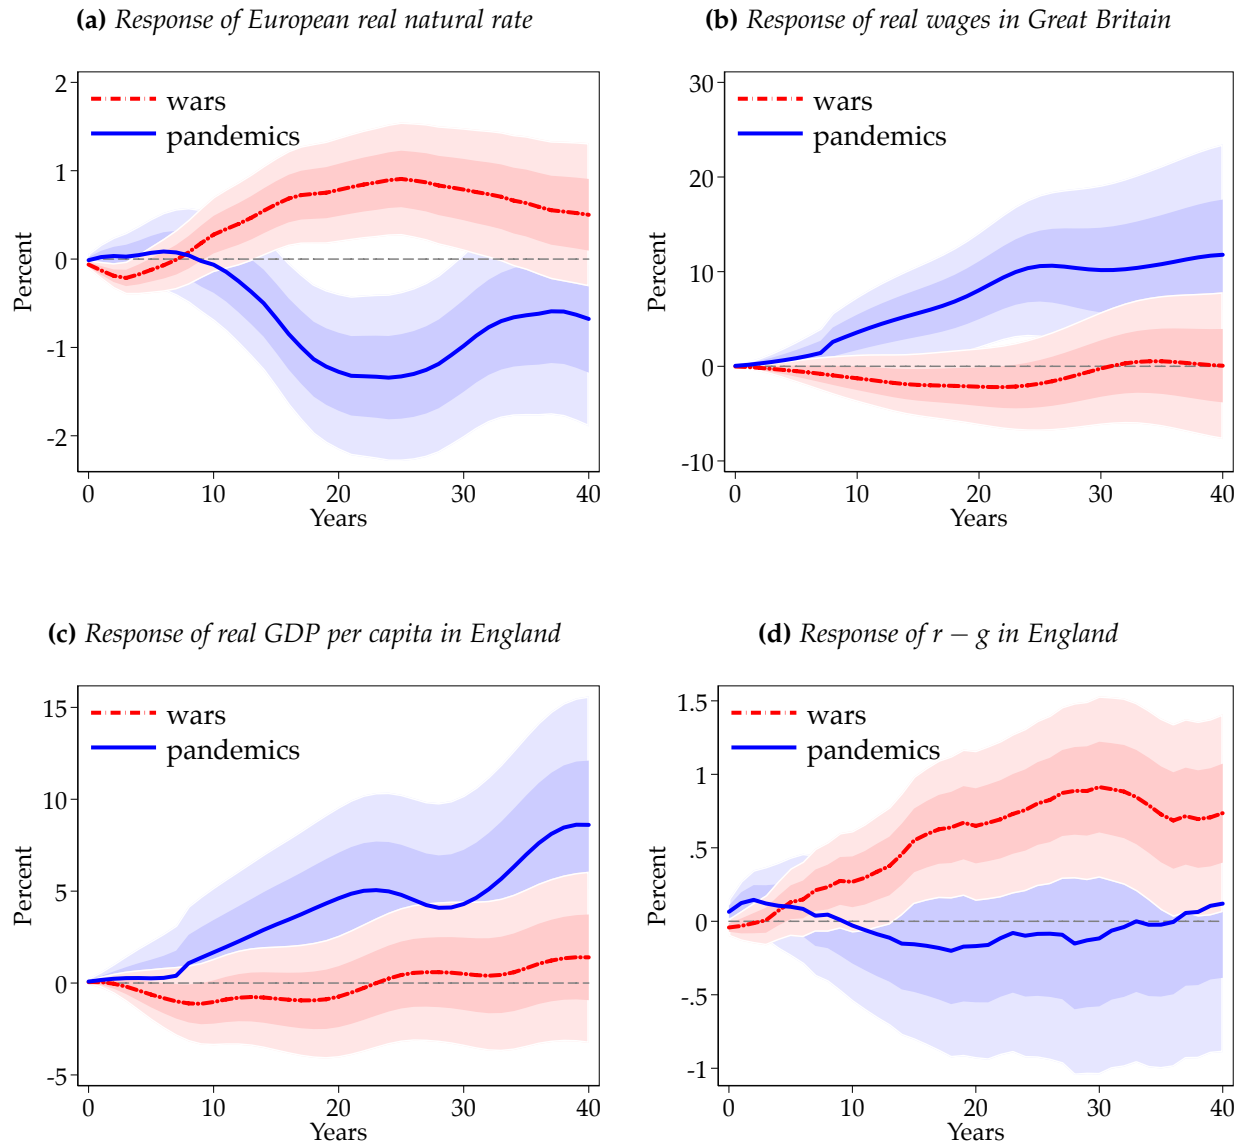 (a) Response of European real natural rate
2
1
0
-1
-2
Percent
wars
pandemics
0 10 20 30 40
Years
(b) Response of real wages in Great Britain
30
20
10
0
-10
Percent
wars
pandemics
0 10 20 30 40
Years
(c) Response of real GDP per capita in England
15
10
5
0
-5
Percent
wars
pandemics
0 10 20 30 40
Years
(d) Response of r − g in England
1.5
1
.5
0
-.5
-1
Percent
wars
pandemics
0 10 20 30 40
Years